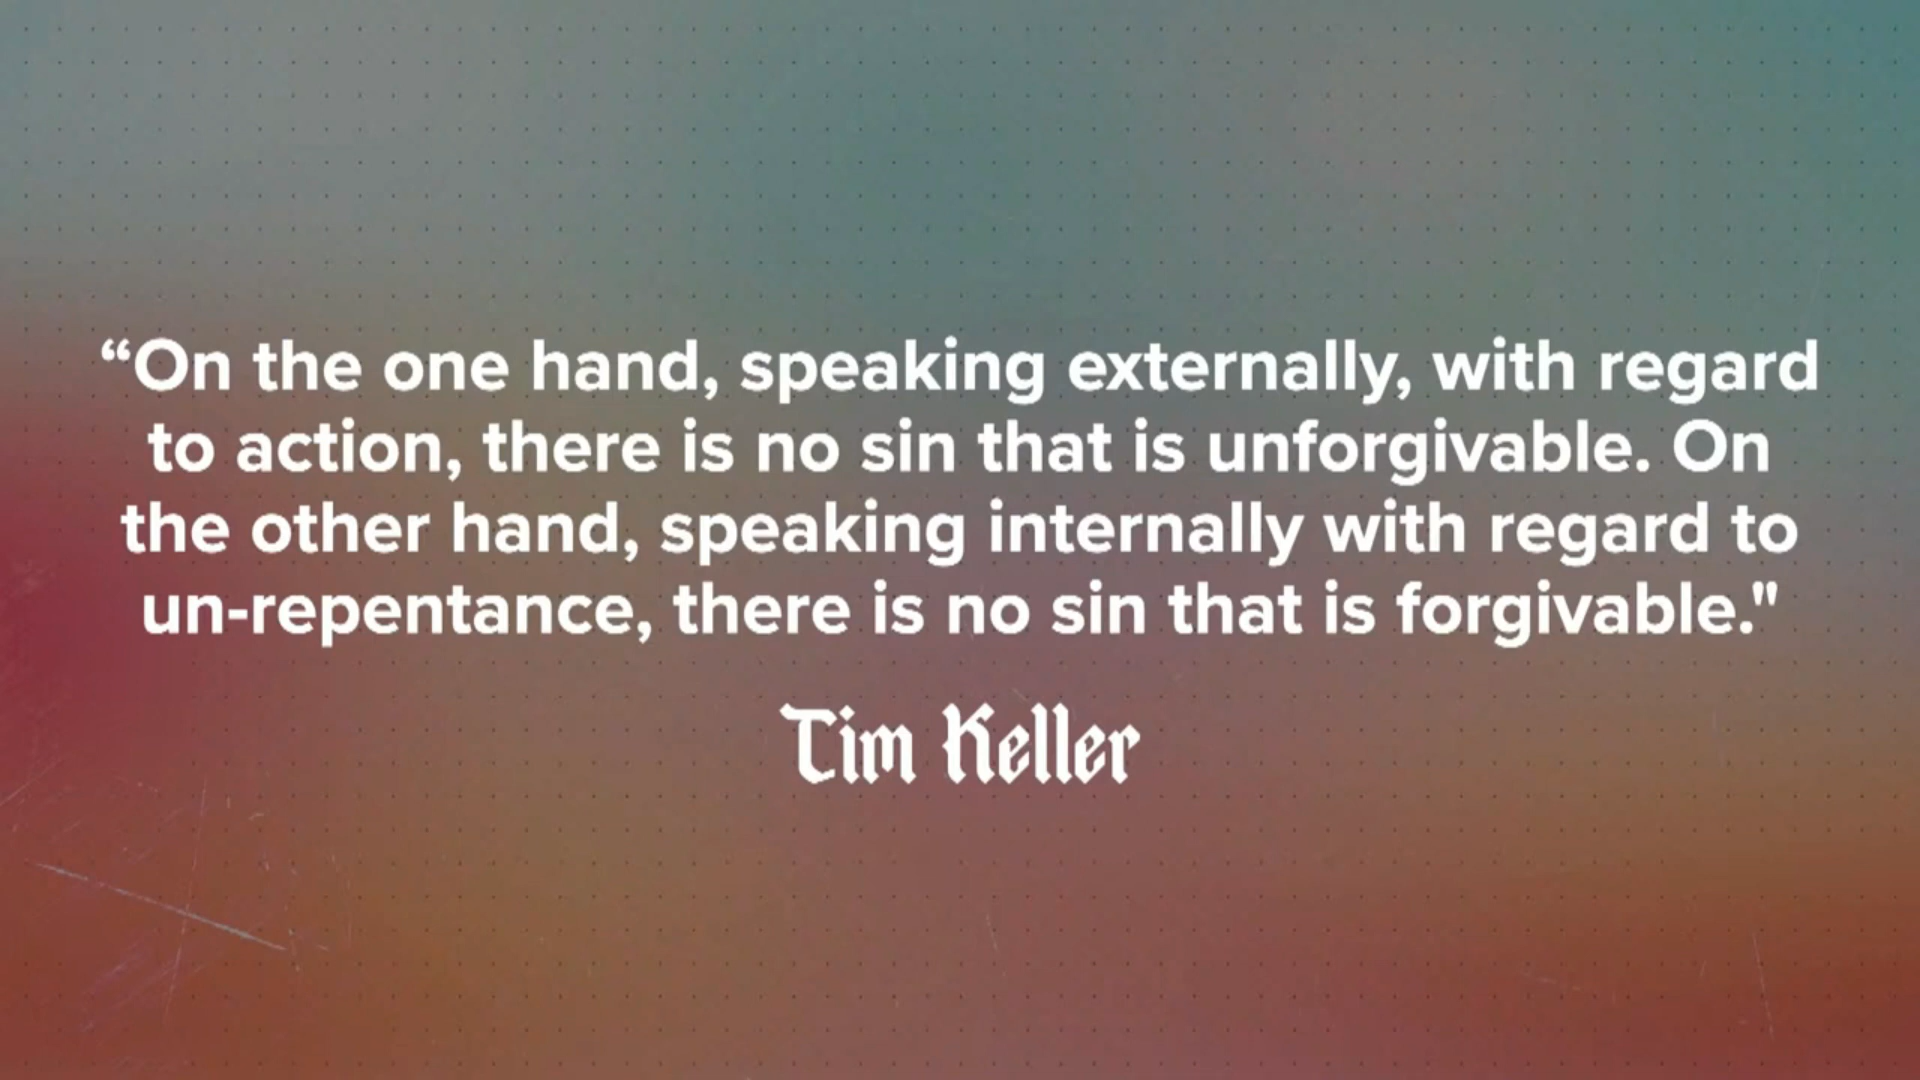 “On the one hand, speaking externally, with regard
to action, there is no sin that is unforgivable. On
the other hand, speaking internally with regard to
un-repentance, there is no sin that is forgivable."
Tim Keller